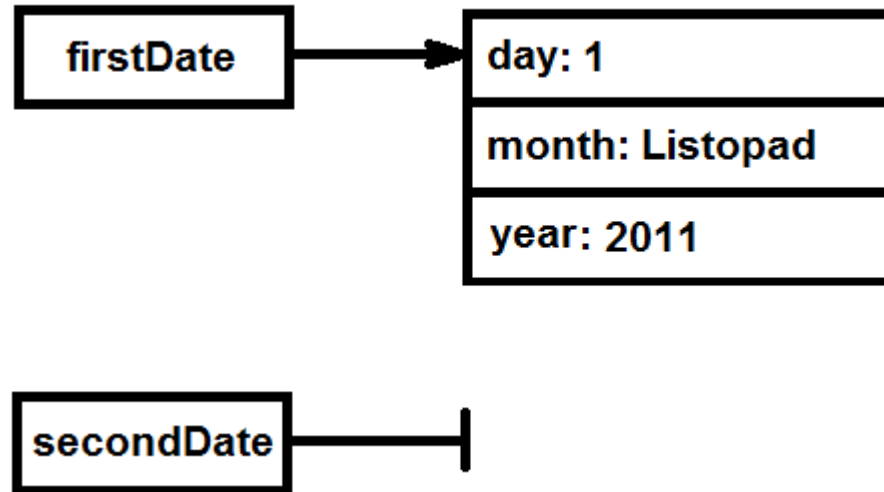 firstDate
day: 1
month: Listopad
year: 2011
secondDate